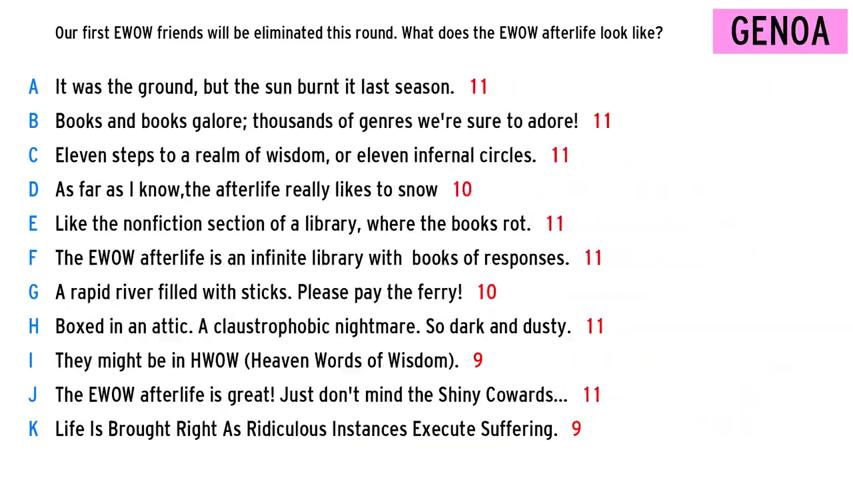 Our first EWOW friends will be eliminated this round. What does the EWOW afterlife look like?
GENOA
A It was the ground, but the sun burnt it last season. 11
B Books and books galore; thousands of genres we're sure to adore! 11
C Eleven steps to a realm of wisdom, or eleven infernal circles. 11
D As far as I know,the afterlife really likes to snow 10
E Like the nonfiction section of a library, where the books rot. 11
F The EWOW afterlife is an infinite library with  books of responses. 11
G A rapid river filled with sticks. Please pay the ferry! 10
H Boxed in an attic. A claustrophobic nightmare. So dark and dusty. 11
I They might be in HWOW (Heaven Words of Wisdom). 9
J The EWOW afterlife is great! Just don't mind the Shiny Cowards... 11
K Life Is Brought Right As Ridiculous Instances Execute Suffering. 9